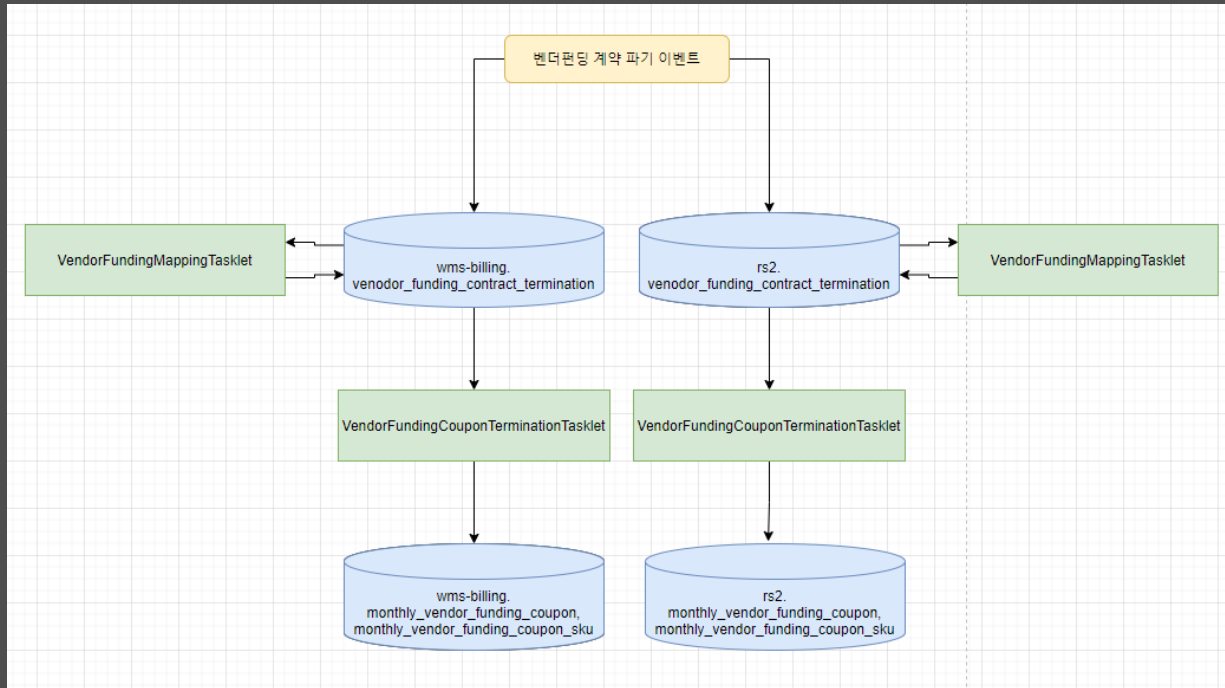 벤더펀딩 계약 파기 이벤트
VendorFundingMappingTasklet
wms-billing.
venodor_funding_contract_termination
rs2.
venodor_funding_contract_termination
VendorFundingMappingTasklet
VendorFundingCouponTerminationTasklet
VendorFundingCouponTerminationTasklet
wms-billing.
monthly_vendor_funding_coupon,
monthly_vendor_funding_coupon_sku
rs2.
monthly_vendor_funding_coupon,
monthly_vendor_funding_coupon_sku